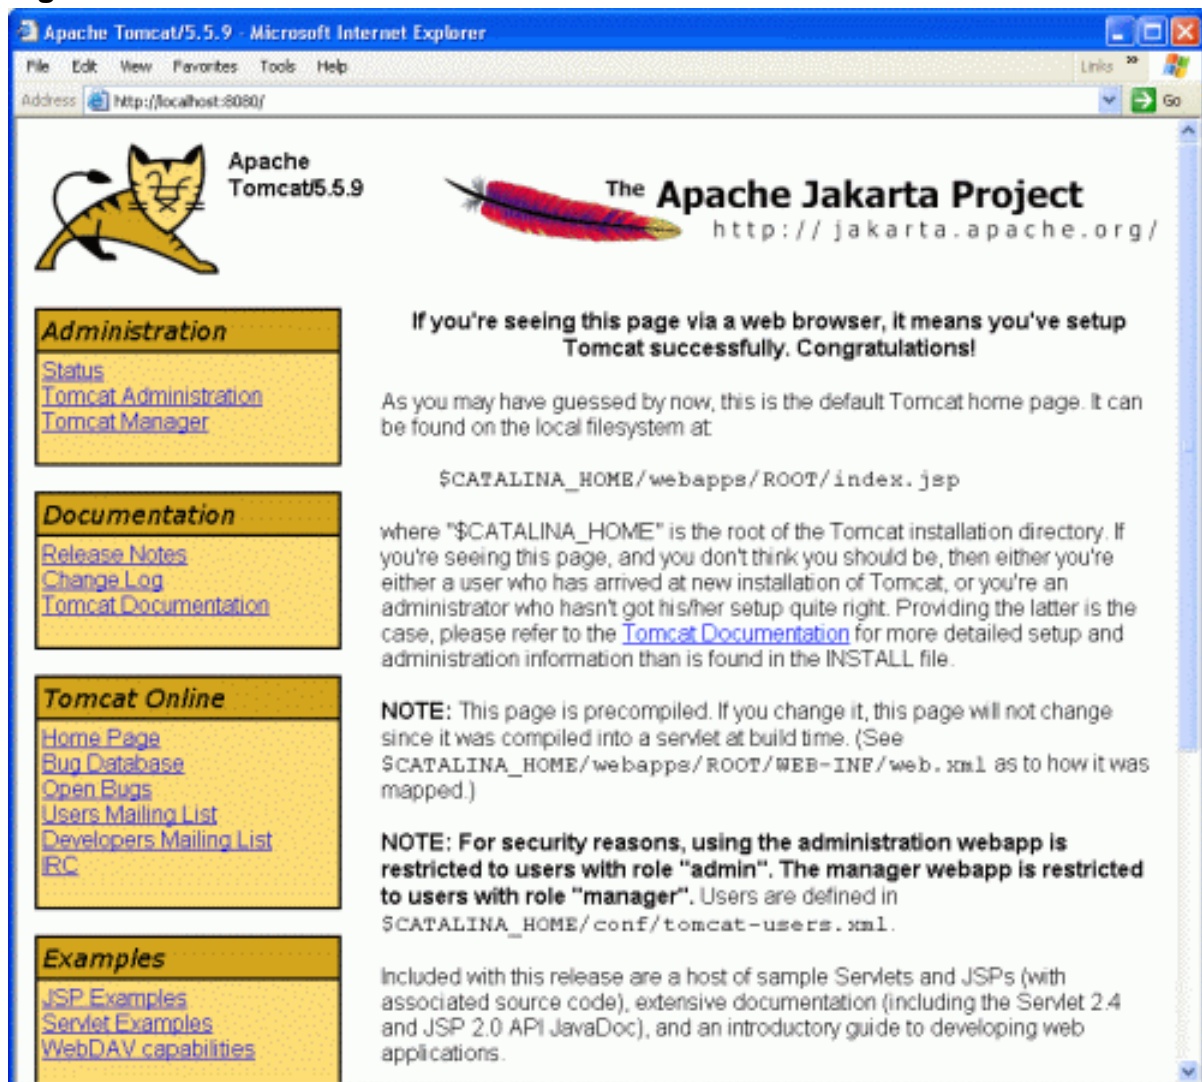 Apache Tomcat/5.5.9 - Microsoft Internet Explorer
File Edit View Favorites Tools Help
Links »
Address http://localhost:8080/
Go
Apache
Tomcat/5.5.9
The Apache Jakarta Project
http://jakarta.apache.org/
Administration
Status
Tomcat Administration
Tomcat Manager
Documentation
Release Notes
Change Log
Tomcat Documentation
Tomcat Online
Home Page
Bug Database
Open Bugs
Users Mailing List
Developers Mailing List
IRC
Examples
JSP Examples
Servlet Examples
WebDAV capabilities
If you're seeing this page via a web browser, it means you've setup
Tomcat successfully. Congratulations!
As you may have guessed by now, this is the default Tomcat home page. It can
be found on the local filesystem at:
$CATALINA_HOME/webapps/ROOT/index.jsp
where "$CATALINA_HOME" is the root of the Tomcat installation directory. If
you're seeing this page, and you don't think you should be, then either you're
either a user who has arrived at new installation of Tomcat, or you're an
administrator who hasn't got his/her setup quite right. Providing the latter is the
case, please refer to the Tomcat Documentation for more detailed setup and
administration information than is found in the INSTALL file.
NOTE: This page is precompiled. If you change it, this page will not change
since it was compiled into a servlet at build time. (See
$CATALINA_HOME/webapps/ROOT/WEB-INF/web.xml as to how it was
mapped.)
NOTE: For security reasons, using the administration webapp is
restricted to users with role "admin". The manager webapp is restricted
to users with role "manager". Users are defined in
$CATALINA_HOME/conf/tomcat-users.xml.
Included with this release are a host of sample Servlets and JSPs (with
associated source code), extensive documentation (including the Servlet 2.4
and JSP 2.0 API JavaDoc), and an introductory guide to developing web
applications.